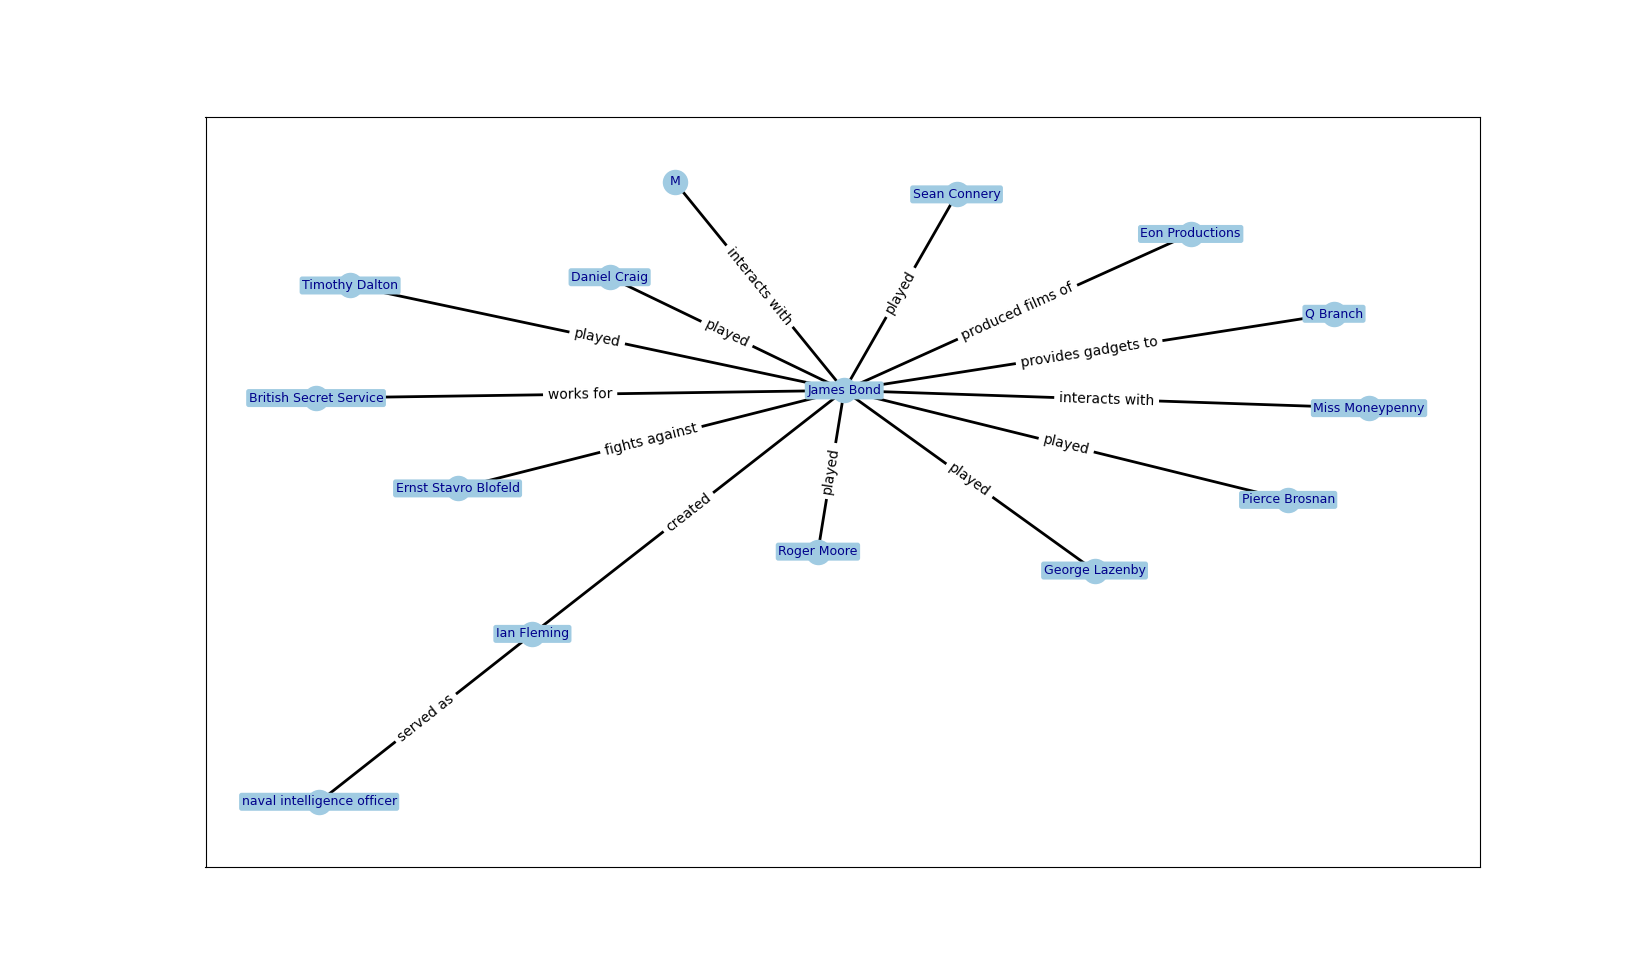 M
Sean Connery
Eon Productions
interacts with
Daniel Craig
Timothy Dalton
played
produced films of
Q Branch
played
played
provides gadgets to
James Bond
British Secret Service
works for
interacts with
Miss Moneypenny
fights against
played
Ernst Stavro Blofeld
played
played
Pierce Brosnan
created
Roger Moore
George Lazenby
Ian Fleming
served as
naval intelligence officer